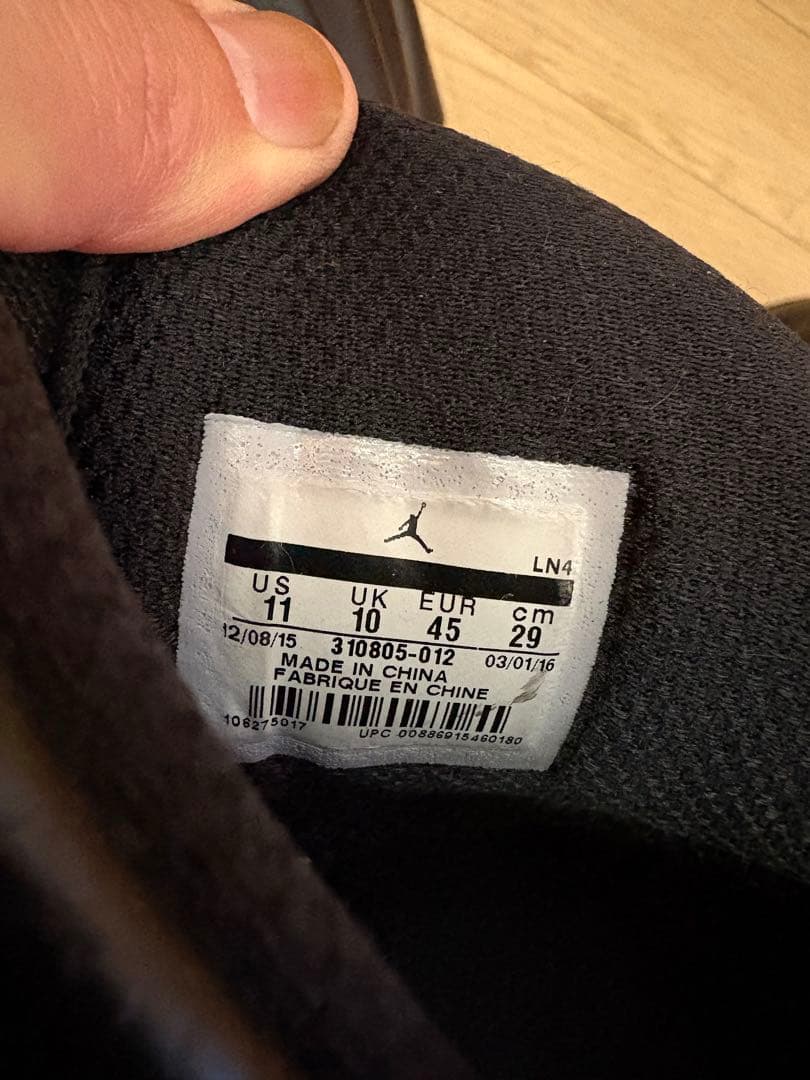 LN4
US UK EUR cm
11 10 45 29
12/08/15 310805-012 03/01/16
MADE IN CHINA
FABRIQUE EN CHINE
106275017 UPC 00886915460180